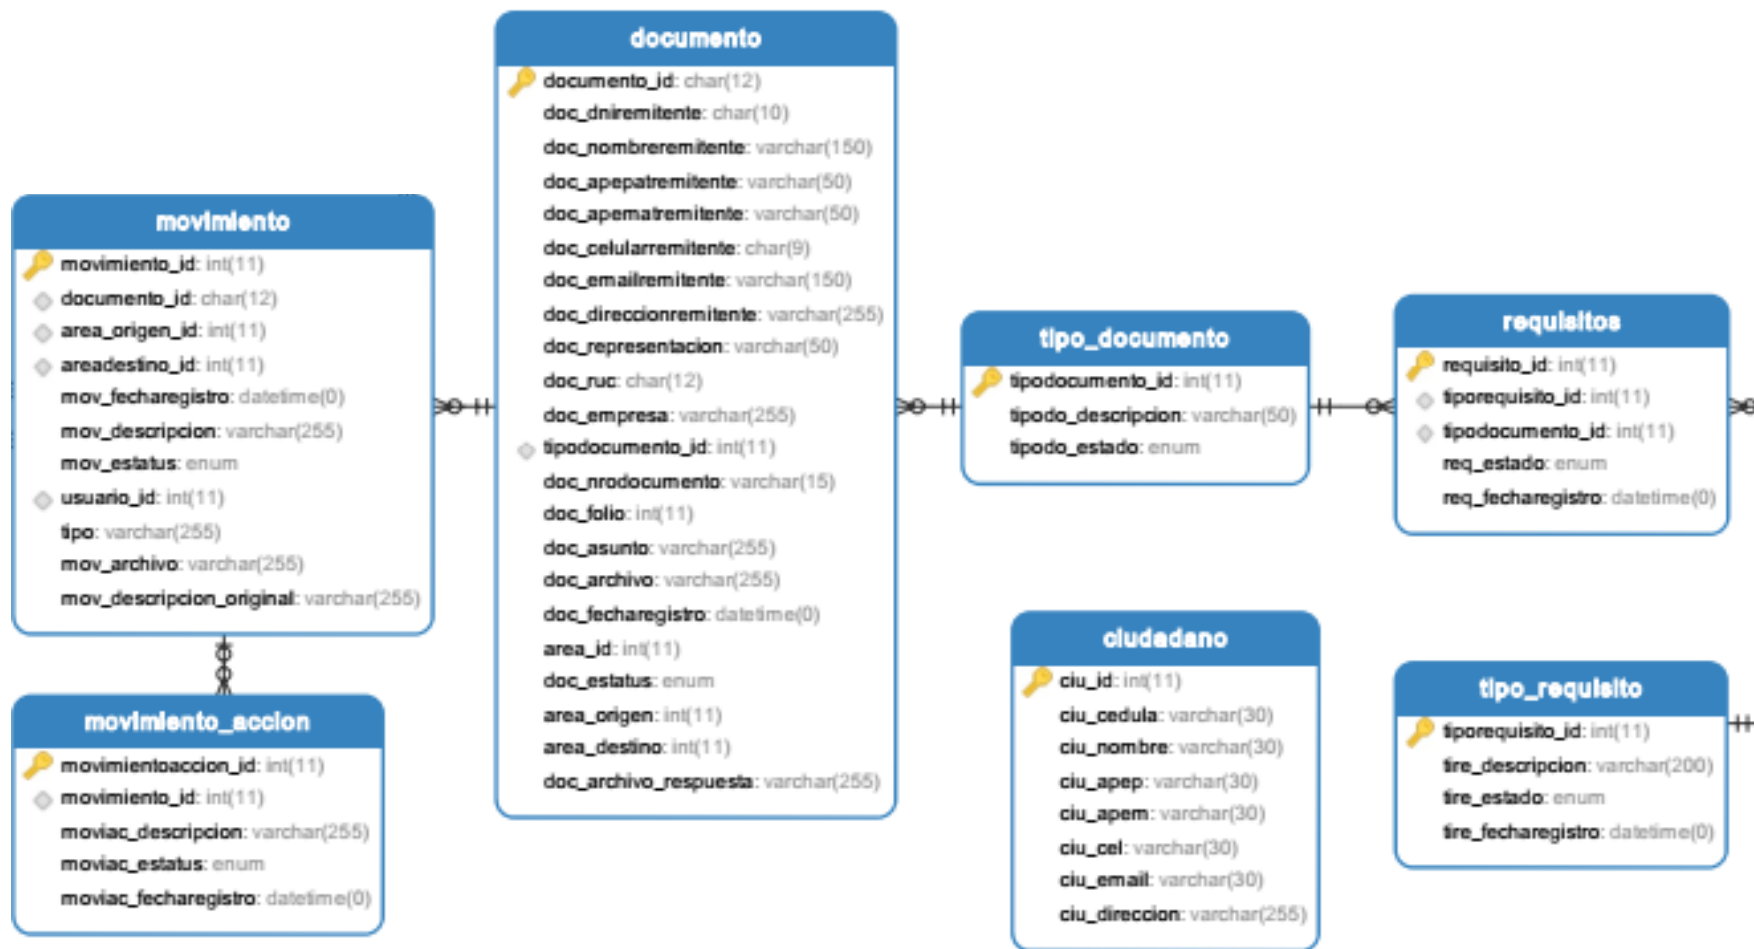 documento
documento_id: char(12)
doc_dniremitente: char(10)
doc_nombreremitente: varchar(150)
doc_apepatremitente: varchar(50)
doc_apematremitente: varchar(50)
doc_celularremitente: char(9)
doc_emailremitente: varchar(150)
doc_direccionremitente: varchar(255)
doc_representacion: varchar(50)
doc_ruc: char(12)
doc_empresa: varchar(255)
tipodocumento_id: int(11)
doc_nrodocumento: varchar(15)
doc_folio: int(11)
doc_asunto: varchar(255)
doc_archivo: varchar(255)
doc_fecharegistro: datetime(0)
area_id: int(11)
doc_estatus: enum
area_origen: int(11)
area_destino: int(11)
doc_archivo_respuesta: varchar(255)
movimiento
movimiento_id: int(11)
documento_id: char(12)
area_origen_id: int(11)
areadestino_id: int(11)
mov_fecharegistro: datetime(0)
mov_descripcion: varchar(255)
mov_estatus: enum
usuario_id: int(11)
tipo: varchar(255)
mov_archivo: varchar(255)
mov_descripcion_original: varchar(255)
movimiento_accion
movimientoaccion_id: int(11)
movimiento_id: int(11)
moviac_descripcion: varchar(255)
moviac_estatus: enum
moviac_fecharegistro: datetime(0)
tipo_documento
tipodocumento_id: int(11)
tipodo_descripcion: varchar(50)
tipodo_estado: enum
requisitos
requisito_id: int(11)
tiporequisito_id: int(11)
tipodocumento_id: int(11)
req_estado: enum
req_fecharegistro: datetime(0)
ciudadano
ciu_id: int(11)
ciu_cedula: varchar(30)
ciu_nombre: varchar(30)
ciu_apep: varchar(30)
ciu_apem: varchar(30)
ciu_cel: varchar(30)
ciu_email: varchar(30)
ciu_direccion: varchar(255)
tipo_requisito
tiporequisito_id: int(11)
tire_descripcion: varchar(200)
tire_estado: enum
tire_fecharegistro: datetime(0)